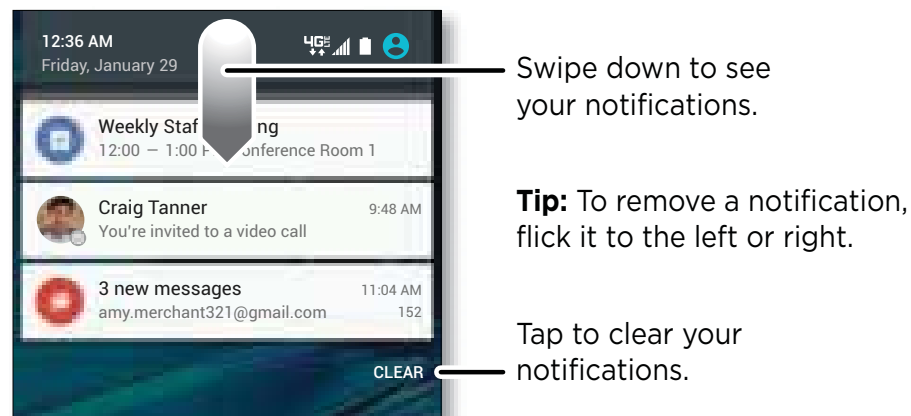 12:36 AM
Friday, January 29
4G LTE
Swipe down to see
your notifications.
Weekly Staf ng
12:00 – 1:00 P onference Room 1
Craig Tanner
9:48 AM
You're invited to a video call
Tip: To remove a notification,
flick it to the left or right.
3 new messages
11:04 AM
amy.merchant321@gmail.com
152
Tap to clear your
notifications.
CLEAR